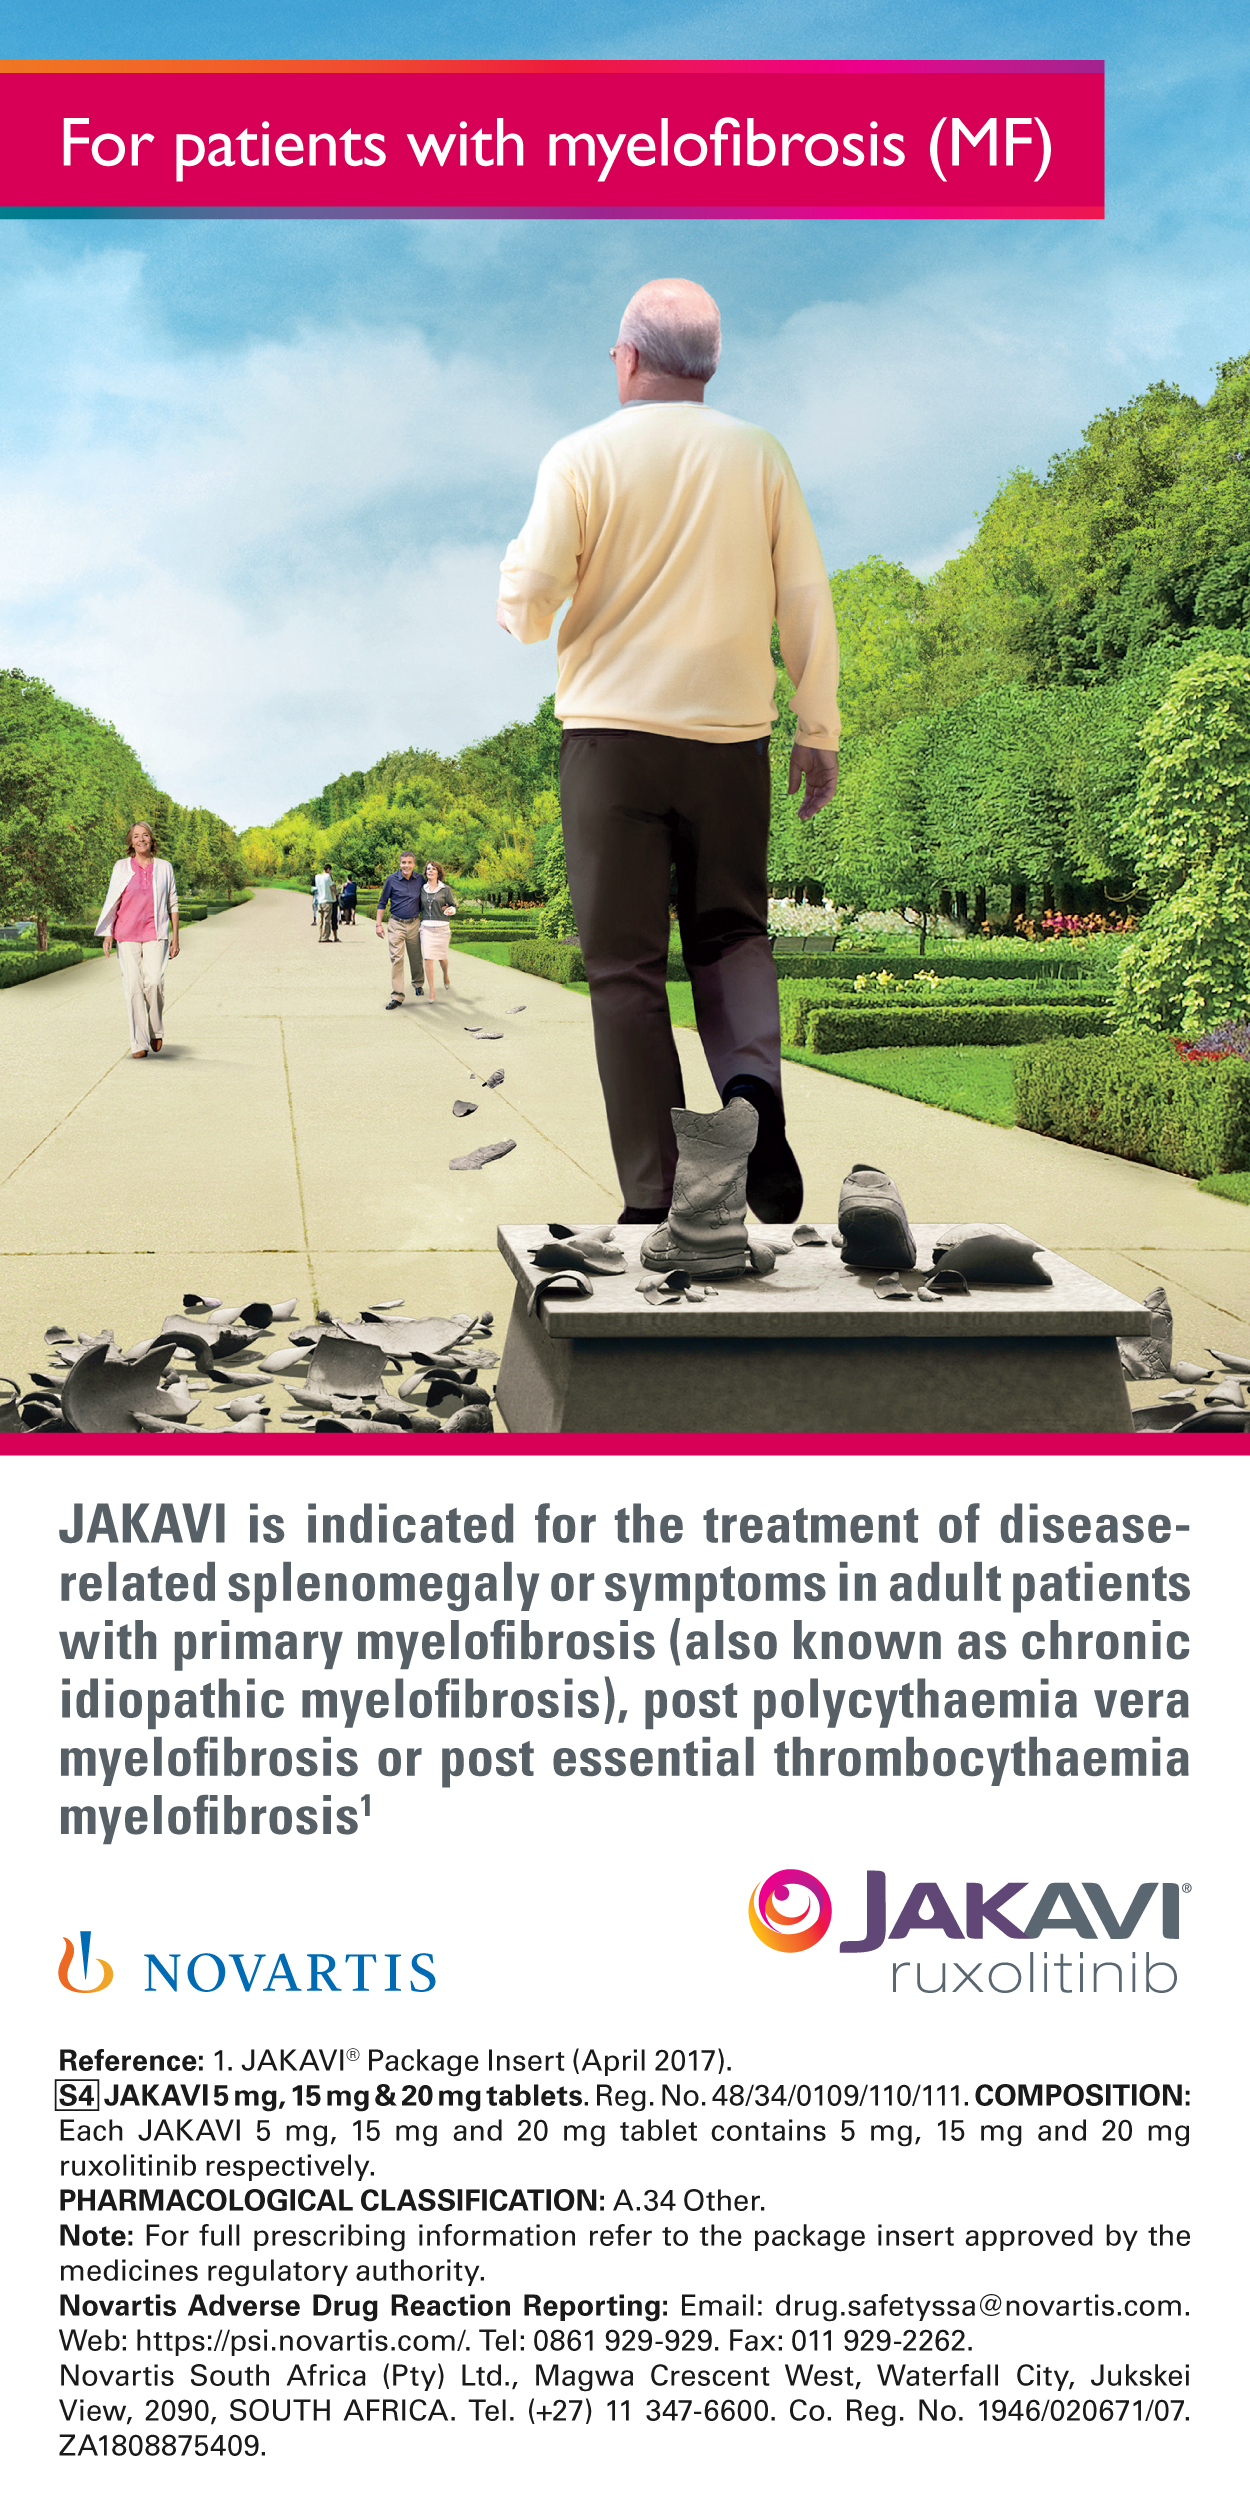 For patients with myelofibrosis (MF)
JAKAVI is indicated for the treatment of disease-
related splenomegaly or symptoms in adult patients
with primary myelofibrosis (also known as chronic
idiopathic myelofibrosis), post polycythaemia vera
myelofibrosis or post essential thrombocythaemia
myelofibrosis¹
JAKAVI®
ruxolitinib
NOVARTIS
Reference: 1. JAKAVI® Package Insert (April 2017).
S4 JAKAVI 5 mg, 15 mg & 20 mg tablets. Reg. No. 48/34/0109/110/111. COMPOSITION:
Each JAKAVI 5 mg, 15 mg and 20 mg tablet contains 5 mg, 15 mg and 20 mg
ruxolitinib respectively.
PHARMACOLOGICAL CLASSIFICATION: A.34 Other.
Note: For full prescribing information refer to the package insert approved by the
medicines regulatory authority.
Novartis Adverse Drug Reaction Reporting: Email: drug.safetyssa@novartis.com.
Web: https://psi.novartis.com/. Tel: 0861 929-929. Fax: 011 929-2262.
Novartis South Africa (Pty) Ltd., Magwa Crescent West, Waterfall City, Jukskei
View, 2090, SOUTH AFRICA. Tel. (+27) 11 347-6600. Co. Reg. No. 1946/020671/07.
ZA1808875409.